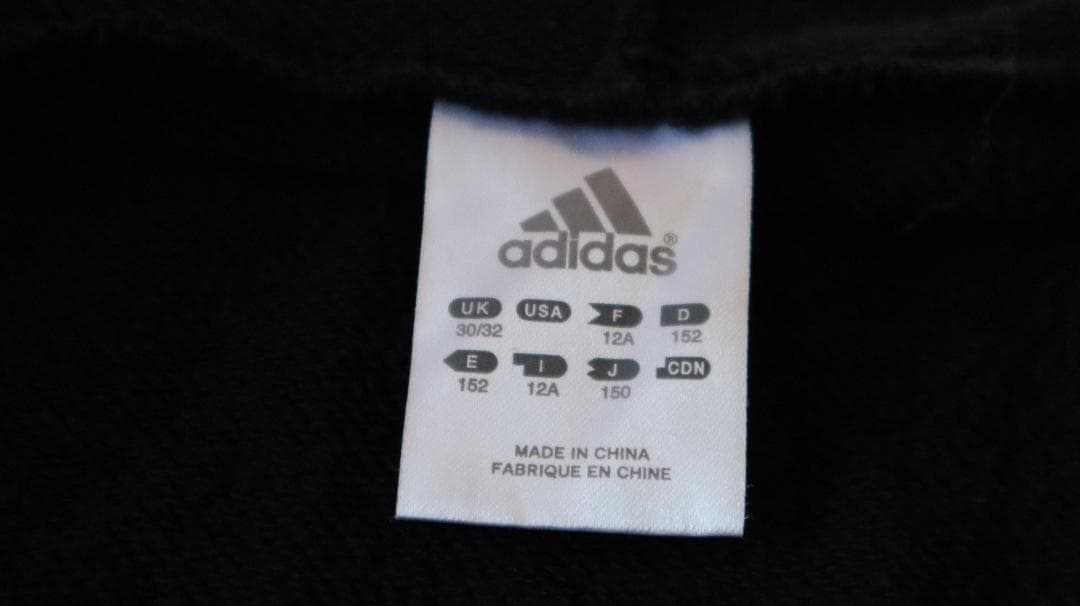 adidas®
UK USA F D
30/32 12A 152
E I J CDN
152 12A 150
MADE IN CHINA
FABRIQUE EN CHINE